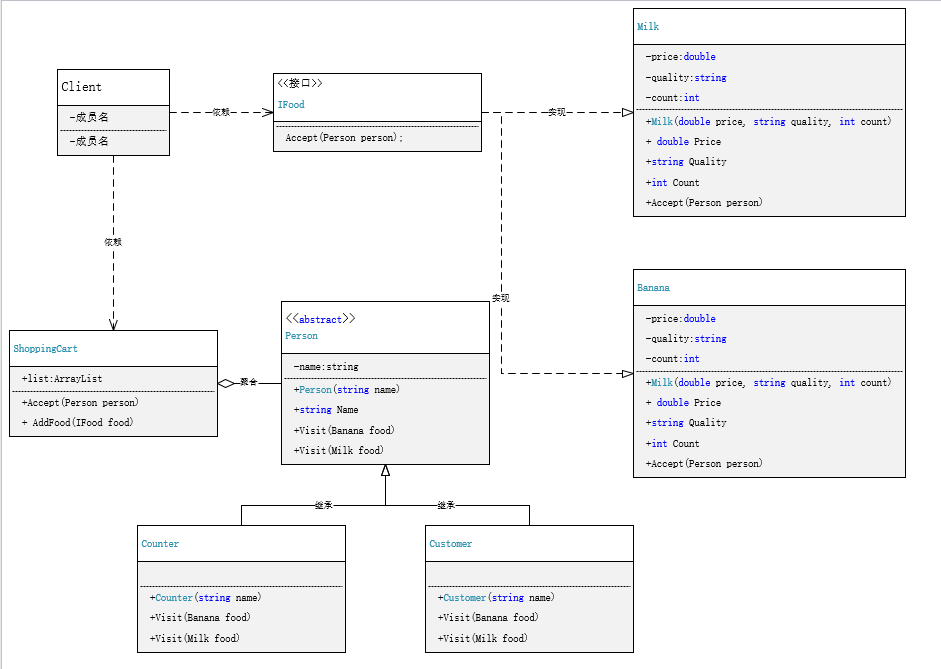 Client
-成员名
-成员名
依赖
<<接口>>
IFood
Accept(Person person);
实现
Milk
-price:double
-quality:string
-count:int
+Milk(double price, string quality, int count)
+ double Price
+string Quality
+int Count
+Accept(Person person)
依赖
实现
Banana
-price:double
-quality:string
-count:int
+Milk(double price, string quality, int count)
+ double Price
+string Quality
+int Count
+Accept(Person person)
ShoppingCart
+list:ArrayList
+Accept(Person person)
+ AddFood(IFood food)
聚合
<<abstract>>
Person
-name:string
+Person(string name)
+string Name
+Visit(Banana food)
+Visit(Milk food)
继承
继承
Counter
+Counter(string name)
+Visit(Banana food)
+Visit(Milk food)
Customer
+Customer(string name)
+Visit(Banana food)
+Visit(Milk food)